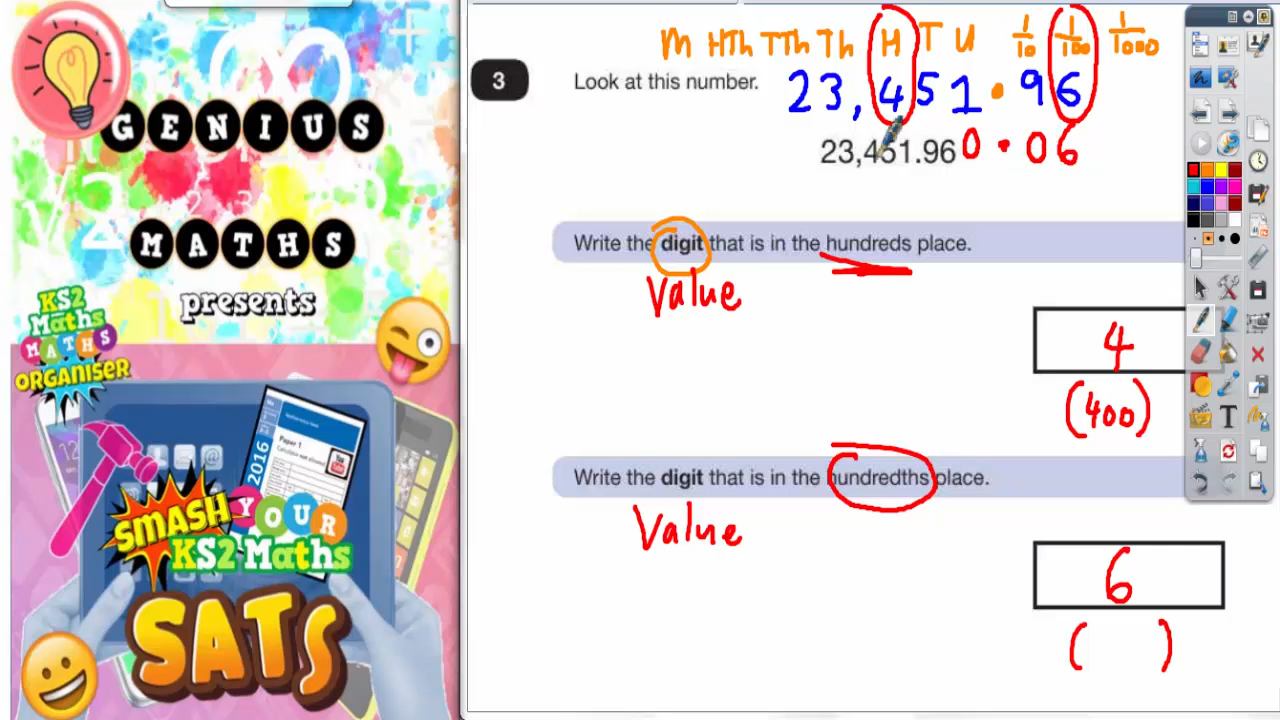 GENIUS
MATHS
presents
KS2
Maths
MATHS
ORGANISER
2016
Paper 1
You
Tube
SMASH YOUR
KS2 Maths
SATS
M HTh TTh Th H T U 1/10 1/100 1/1000
3
Look at this number. 23,451.96
23,451.96 0.06
Write the digit that is in the hundreds place.
Value
4
(400)
Write the digit that is in the hundredths place.
Value
6
( )